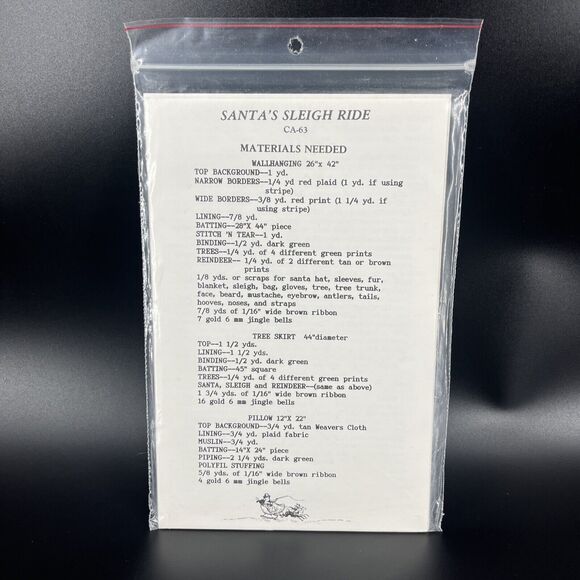 SANTA'S SLEIGH RIDE
CA-63
MATERIALS NEEDED
WALLHANGING 26"x 42"
TOP BACKGROUND--1 yd.
NARROW BORDERS--1/4 yd red plaid (1 yd. if using
stripe)
WIDE BORDERS--3/8 yd. red print (1 1/4 yd. if
using stripe)
LINING--7/8 yd.
BATTING--28"X 44" piece
STITCH 'N TEAR--1 yd.
BINDING--1/2 yd. dark green
TREES--1/4 yd. of 4 different green prints
REINDEER-- 1/4 yd. of 2 different tan or brown
prints
1/8 yds. or scraps for santa hat, sleeves, fur,
blanket, sleigh, bag, gloves, tree, tree trunk,
face, beard, mustache, eyebrow, antlers, tails,
hooves, noses, and straps
7/8 yds of 1/16" wide brown ribbon
7 gold 6 mm jingle bells
TREE SKIRT 44"diameter
TOP--1 1/2 yds.
LINING--1 1/2 yds.
BINDING--1/2 yd. dark green
BATTING--45" square
TREES--1/4 yd. of 4 different green prints
SANTA, SLEIGH and REINDEER--(same as above)
1 3/4 yds. of 1/16" wide brown ribbon
16 gold 6 mm jingle bells
PILLOW 12"X 22"
TOP BACKGROUND--3/4 yd. tan Weavers Cloth
LINING--3/4 yd. plaid fabric
MUSLIN--3/4 yd.
BATTING--14"X 24" piece
PIPING--2 1/4 yds. dark green
POLYFIL STUFFING
5/8 yds. of 1/16" wide brown ribbon
4 gold 6 mm jingle bells